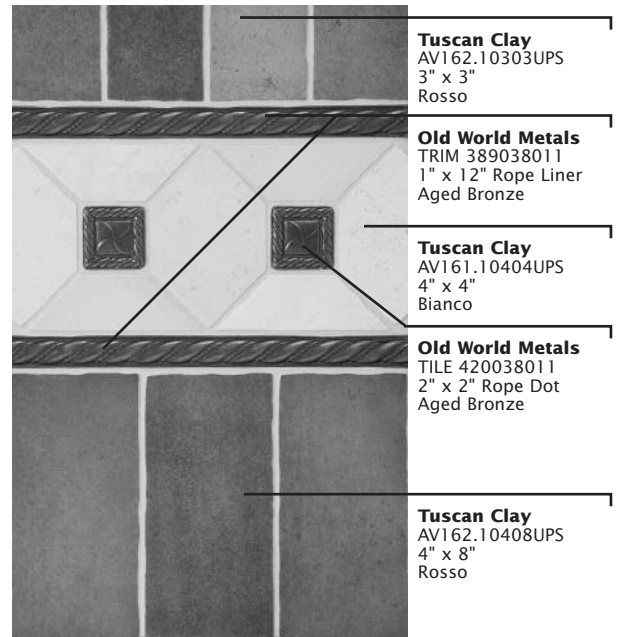 Tuscan Clay
AV162.10303UPS
3" x 3"
Rosso
Old World Metals
TRIM 389038011
1" x 12" Rope Liner
Aged Bronze
Tuscan Clay
AV161.10404UPS
4" x 4"
Bianco
Old World Metals
TILE 420038011
2" x 2" Rope Dot
Aged Bronze
Tuscan Clay
AV162.10408UPS
4" x 8"
Rosso